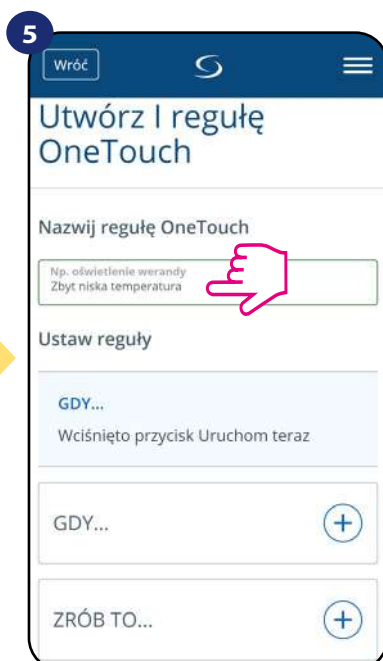 5
Wróć
Utwórz I regułę
OneTouch
Nazwij regułę OneTouch
Np. oświetlenie werandy
Zbyt niska temperatura
Ustaw reguły
GDY...
Wciśnięto przycisk Uruchom teraz
GDY...
ZRÓB TO...